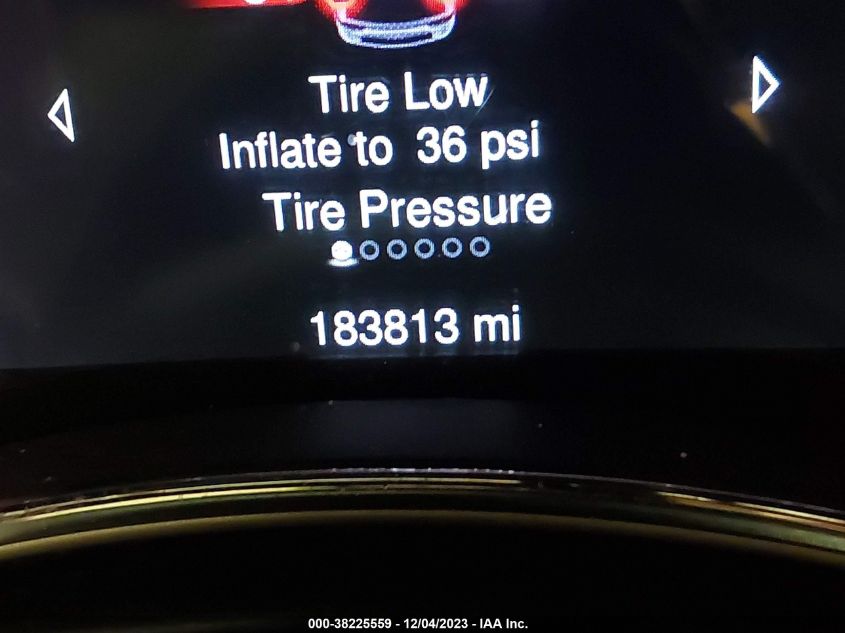 Tire Low
Inflate to 36 psi
Tire Pressure
183813 mi
000-38225559 - 12/04/2023 - IAA Inc.